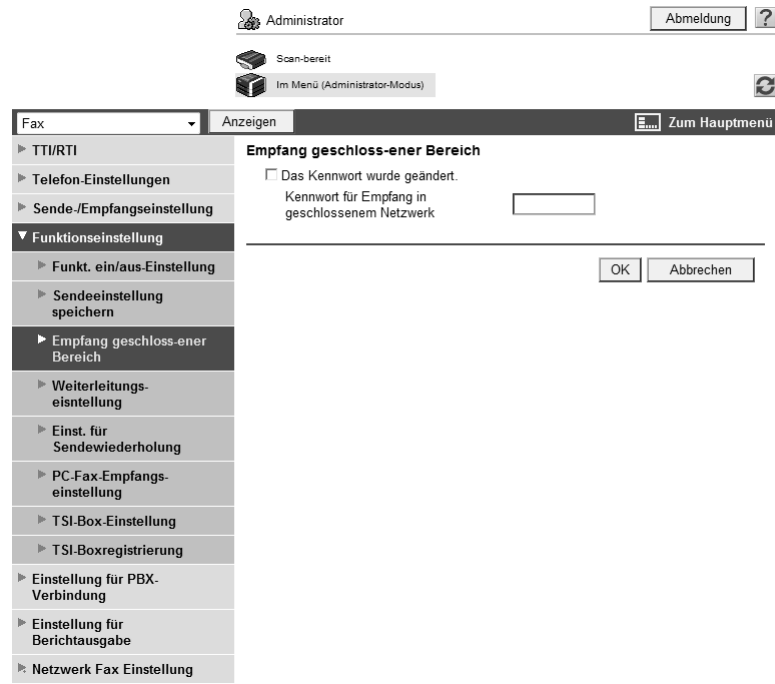 Administrator
Abmeldung
?
Scan-bereit
Im Menü (Administrator-Modus)
Fax
Anzeigen
Zum Hauptmenü
TTI/RTI
Telefon-Einstellungen
Sende-/Empfangseinstellung
Funktionseinstellung
Funkt. ein/aus-Einstellung
Sendeeinstellung
speichern
Empfang geschloss-ener
Bereich
Weiterleitungs-
eisntellung
Einst. für
Sendewiederholung
PC-Fax-Empfangs-
einstellung
TSI-Box-Einstellung
TSI-Boxregistrierung
Einstellung für PBX-
Verbindung
Einstellung für
Berichtausgabe
Netzwerk Fax Einstellung
Empfang geschloss-ener Bereich
Das Kennwort wurde geändert.
Kennwort für Empfang in
geschlossenem Netzwerk
OK
Abbrechen